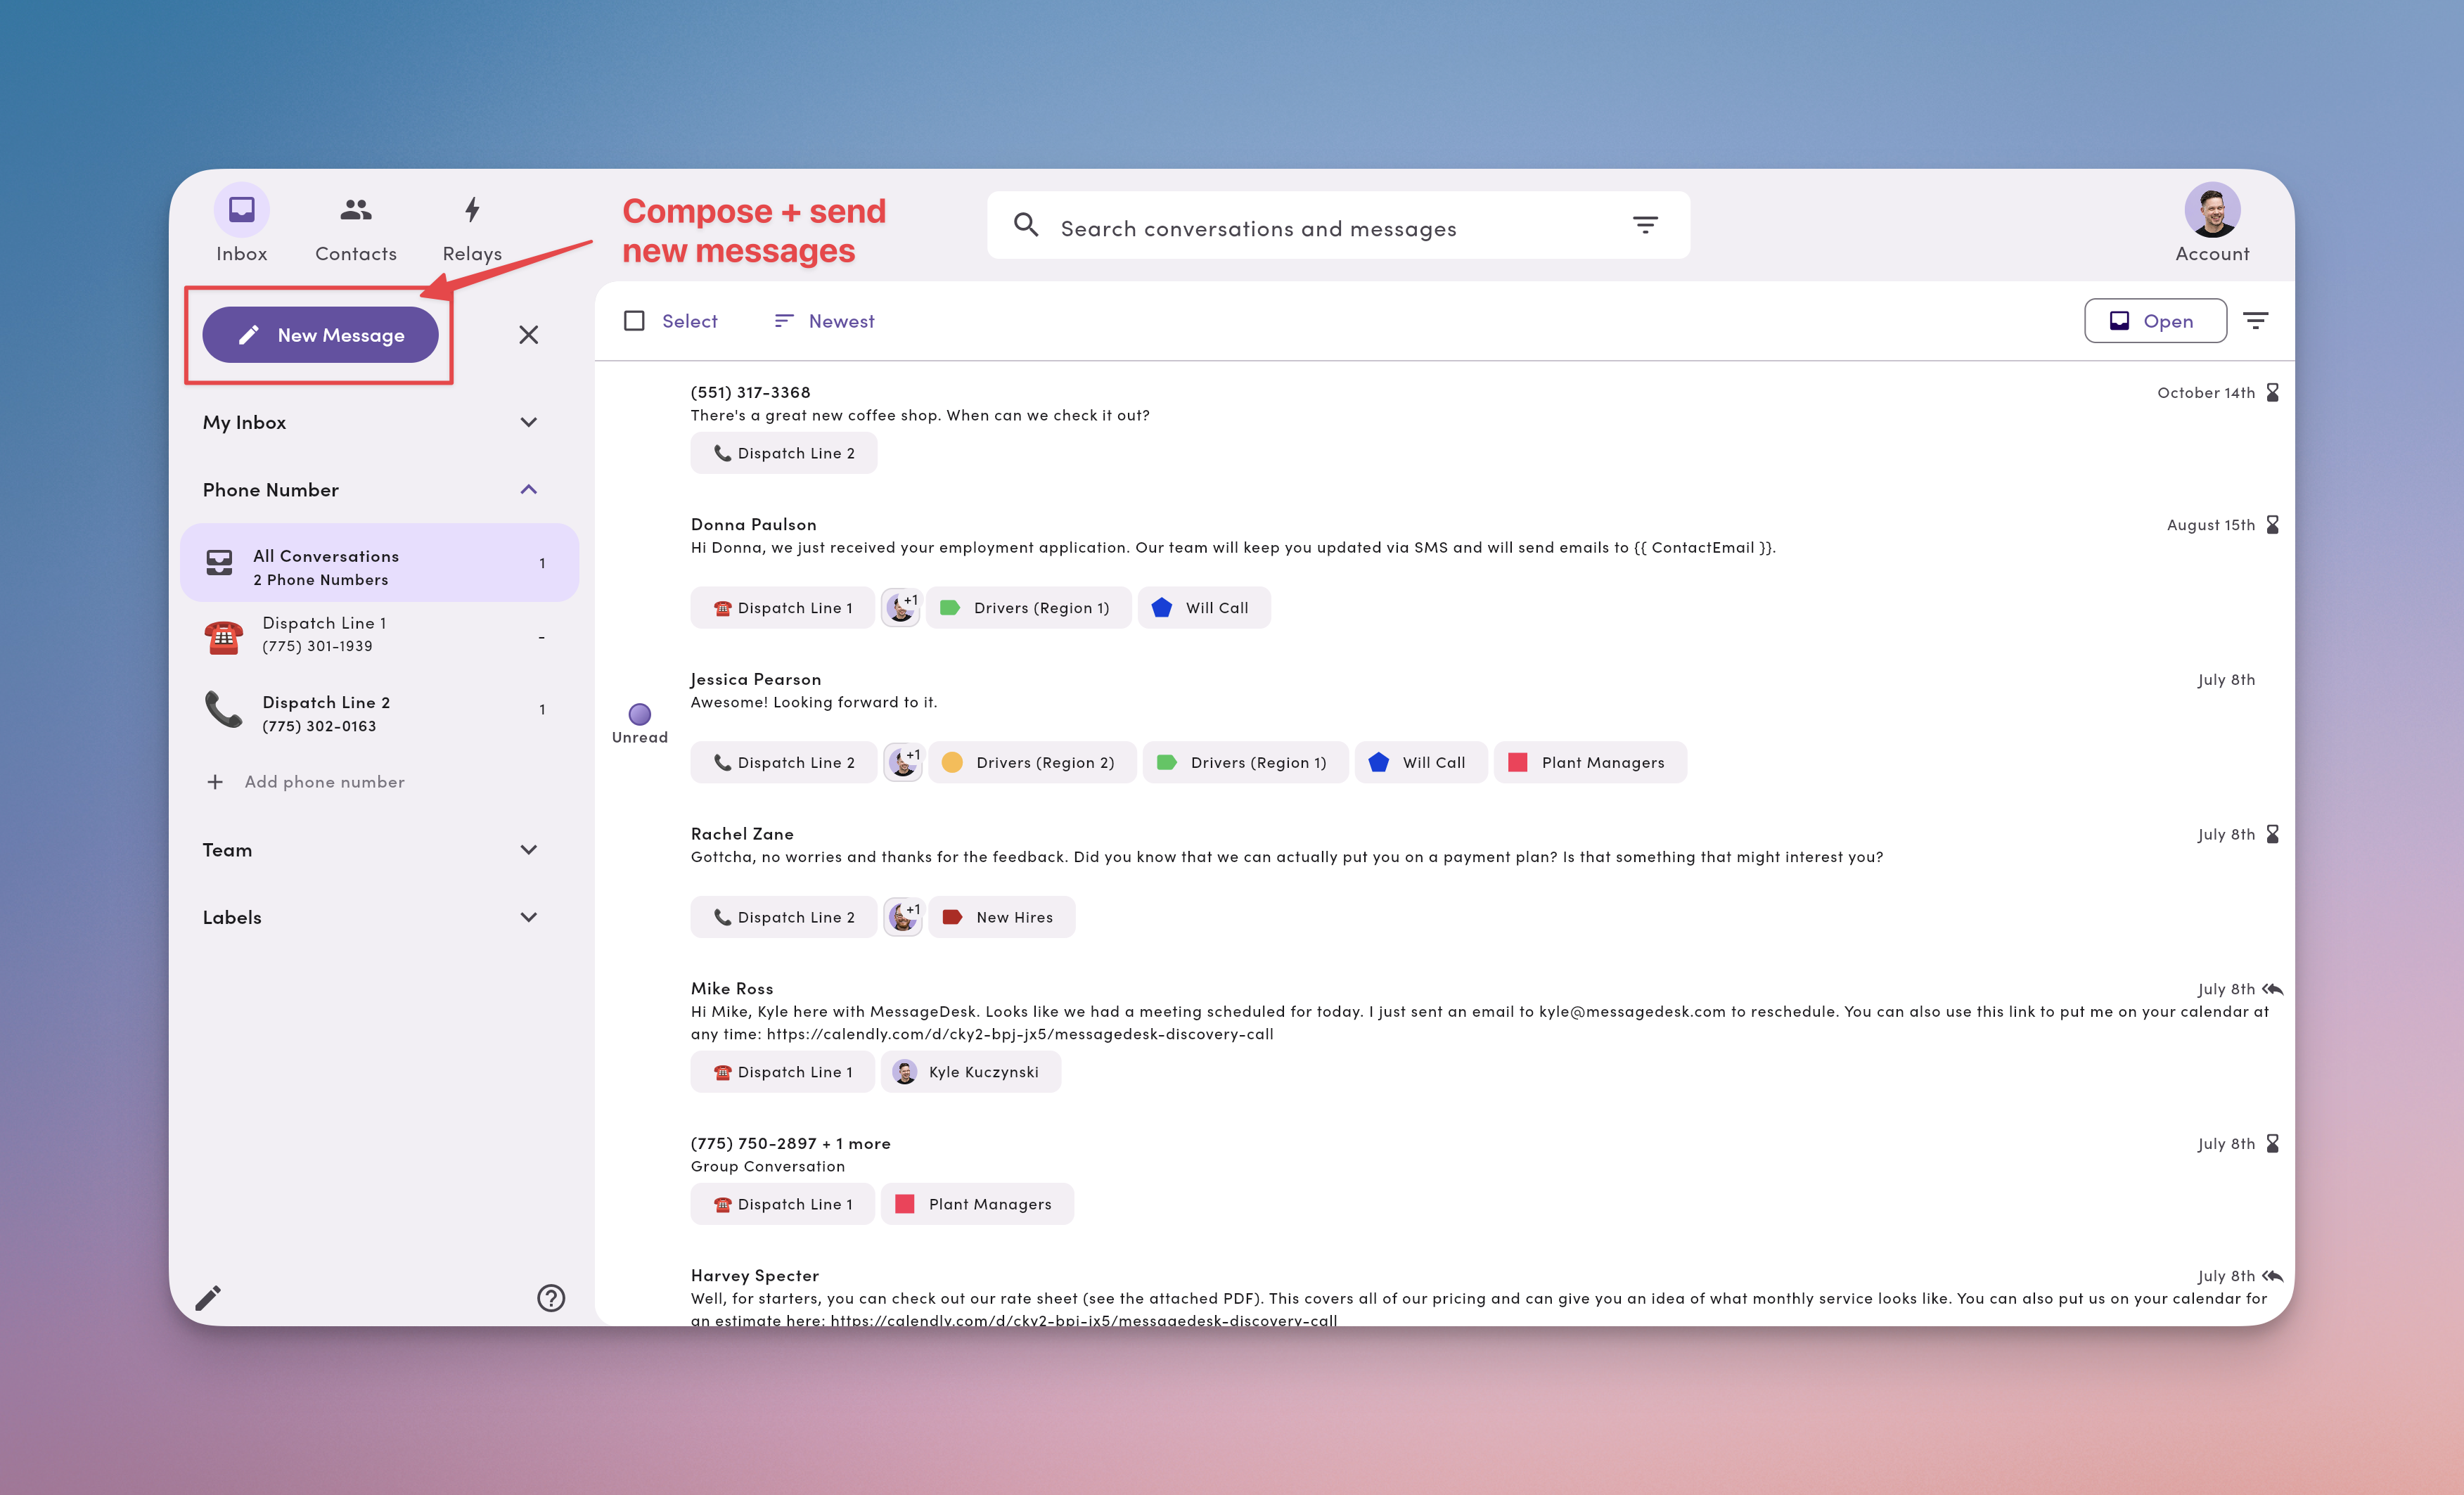 Inbox
Contacts
Relays
Compose + send
new messages
Search conversations and messages
Account
New Message
Select
Newest
Open
My Inbox
Phone Number
All Conversations
2 Phone Numbers
1
Dispatch Line 1
(775) 301-1939
-
Dispatch Line 2
(775) 302-0163
1
Add phone number
Team
Labels
(551) 317-3368
October 14th
There's a great new coffee shop. When can we check it out?
Dispatch Line 2
Donna Paulson
August 15th
Hi Donna, we just received your employment application. Our team will keep you updated via SMS and will send emails to {{ ContactEmail }}.
Dispatch Line 1 +1 Drivers (Region 1) Will Call
Jessica Pearson
July 8th
Awesome! Looking forward to it.
Unread
Dispatch Line 2 +1 Drivers (Region 2) Drivers (Region 1) Will Call Plant Managers
Rachel Zane
July 8th
Gottcha, no worries and thanks for the feedback. Did you know that we can actually put you on a payment plan? Is that something that might interest you?
Dispatch Line 2 +1 New Hires
Mike Ross
July 8th
Hi Mike, Kyle here with MessageDesk. Looks like we had a meeting scheduled for today. I just sent an email to kyle@messagedesk.com to reschedule. You can also use this link to put me on your calendar at
any time: https://calendly.com/d/cky2-bpj-jx5/messagedesk-discovery-call
Dispatch Line 1 Kyle Kuczynski
(775) 750-2897 + 1 more
July 8th
Group Conversation
Dispatch Line 1 Plant Managers
Harvey Specter
July 8th
Well, for starters, you can check out our rate sheet (see the attached PDF). This covers all of our pricing and can give you an idea of what monthly service looks like. You can also put us on your calendar for
an estimate here: https://calendly.com/d/cky2-bpj-jx5/messagedesk-discovery-call